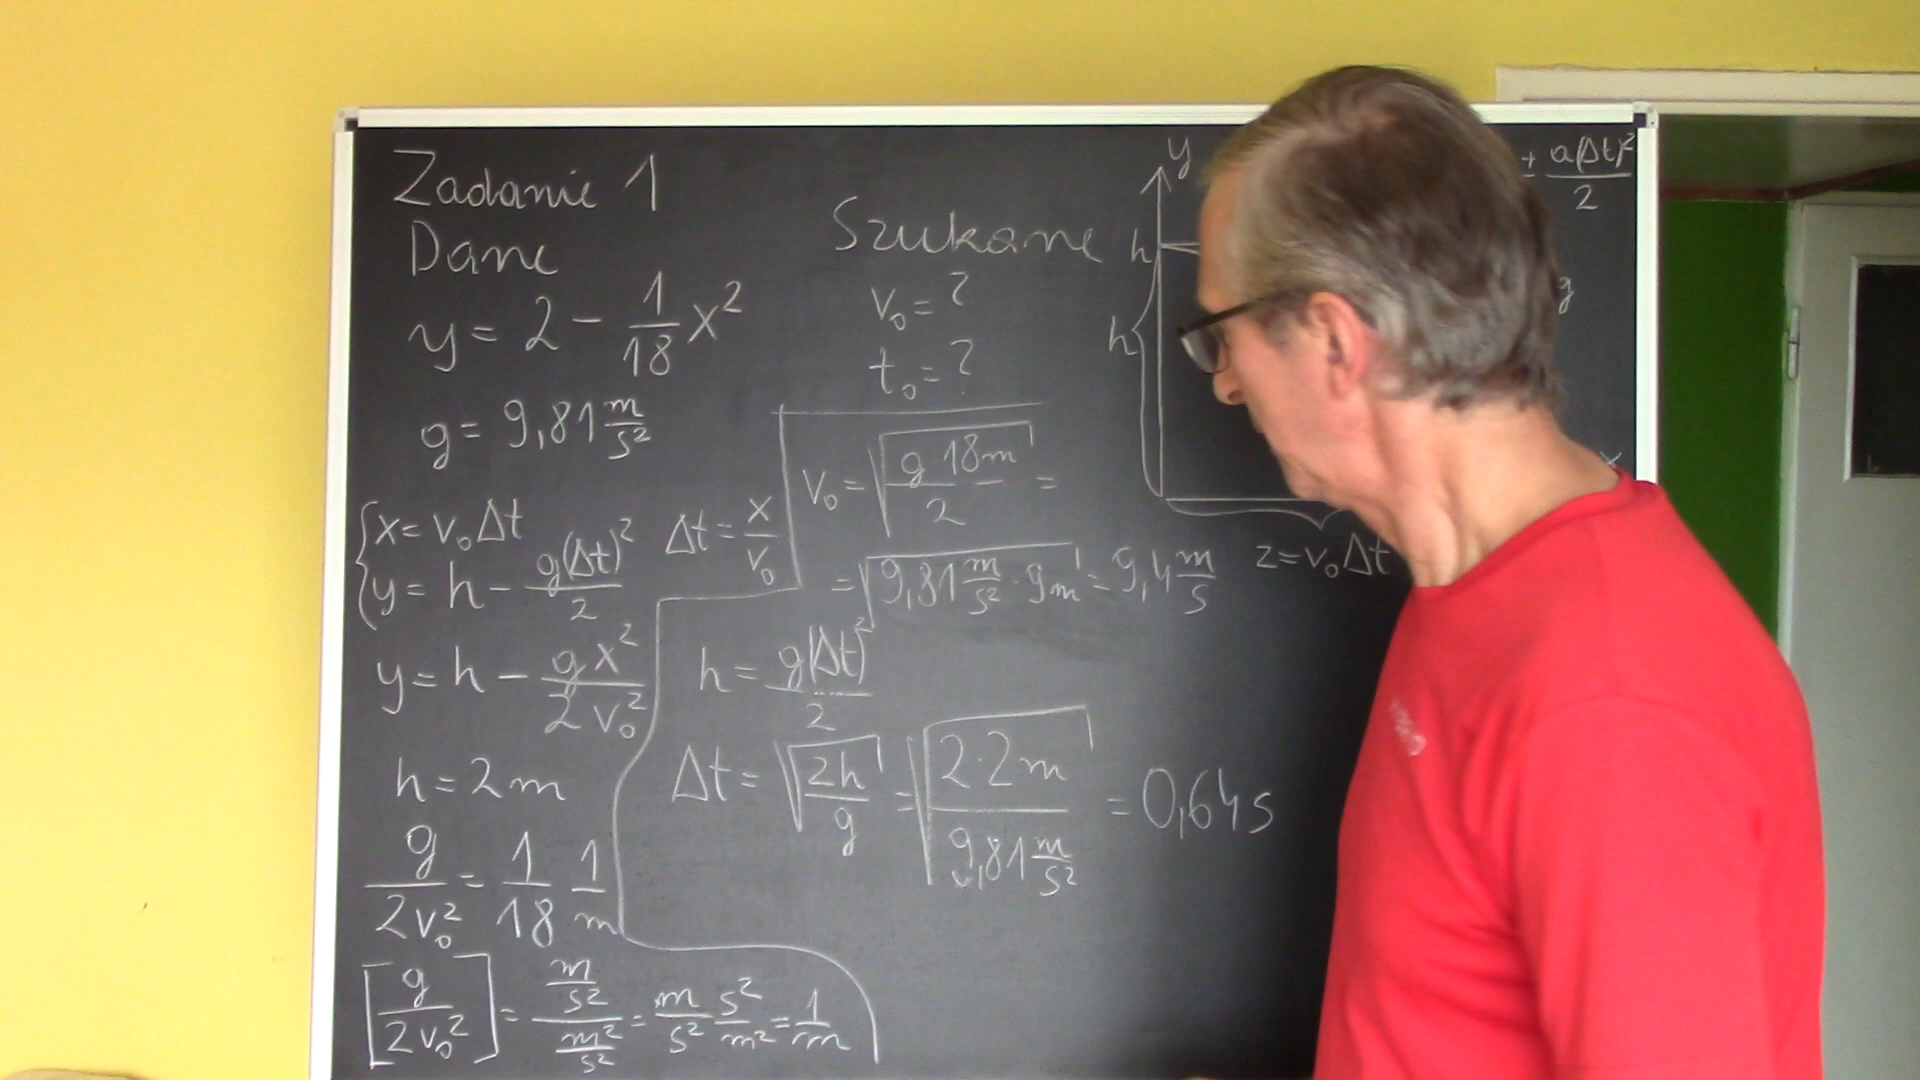 Zadanie 1
Dane
y = 2 - 1/18 x²
g = 9,81 m/s²
{x = v₀Δt
{y = h - g(Δt)²/2
Δt = x/v₀
y = h - gx²/2v₀²
h = 2m
g/2v₀² = 1/18 1/m
[g/2v₀²] = (m/s²)/(m²/s²) = m/s² s²/m² = 1/m
Szukane
v₀ = ?
t₀ = ?
v₀ = √(g 18m/2) =
= √(9,81 m/s² · 9m) = 9,4 m/s
h = g(Δt)²/2
Δt = √(2h/g) = √(2·2m/9,81 m/s²) = 0,64s
y
h
h
z = v₀Δt
± a(Δt)²/2
g
x